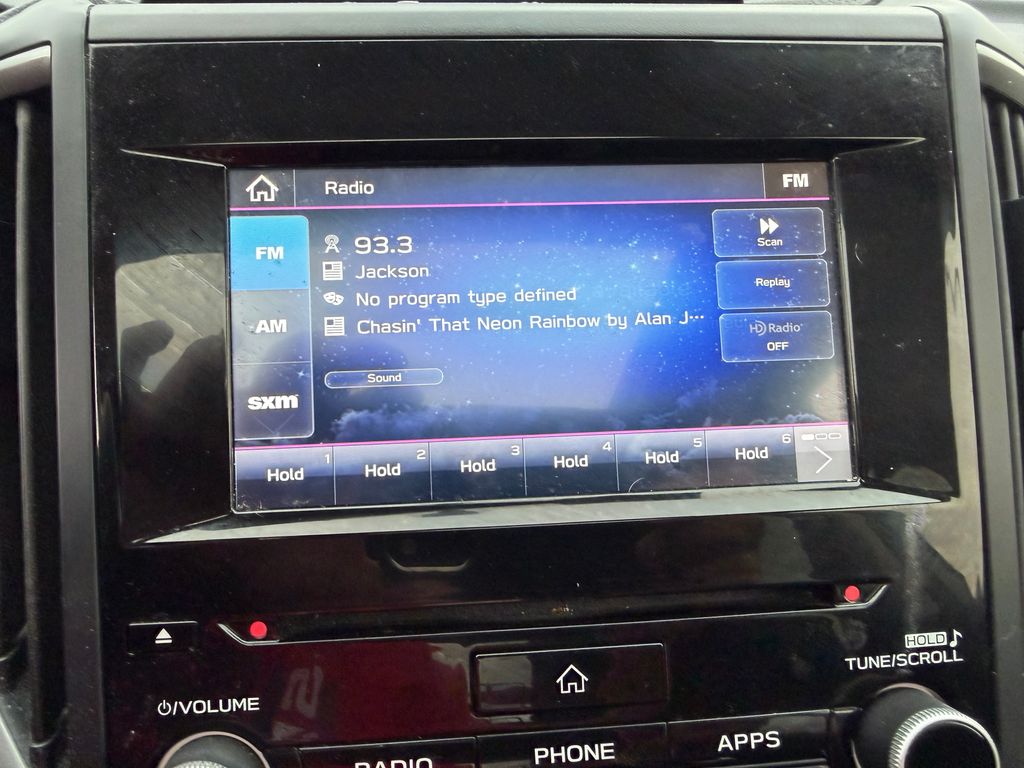 Radio
FM
FM
93.3
Jackson
No program type defined
Chasin' That Neon Rainbow by Alan J···
Sound
AM
sxm
Scan
Replay
HD Radio
OFF
Hold 1
Hold 2
Hold 3
Hold 4
Hold 5
Hold 6
HOLD
TUNE/SCROLL
/VOLUME
RADIO
PHONE
APPS